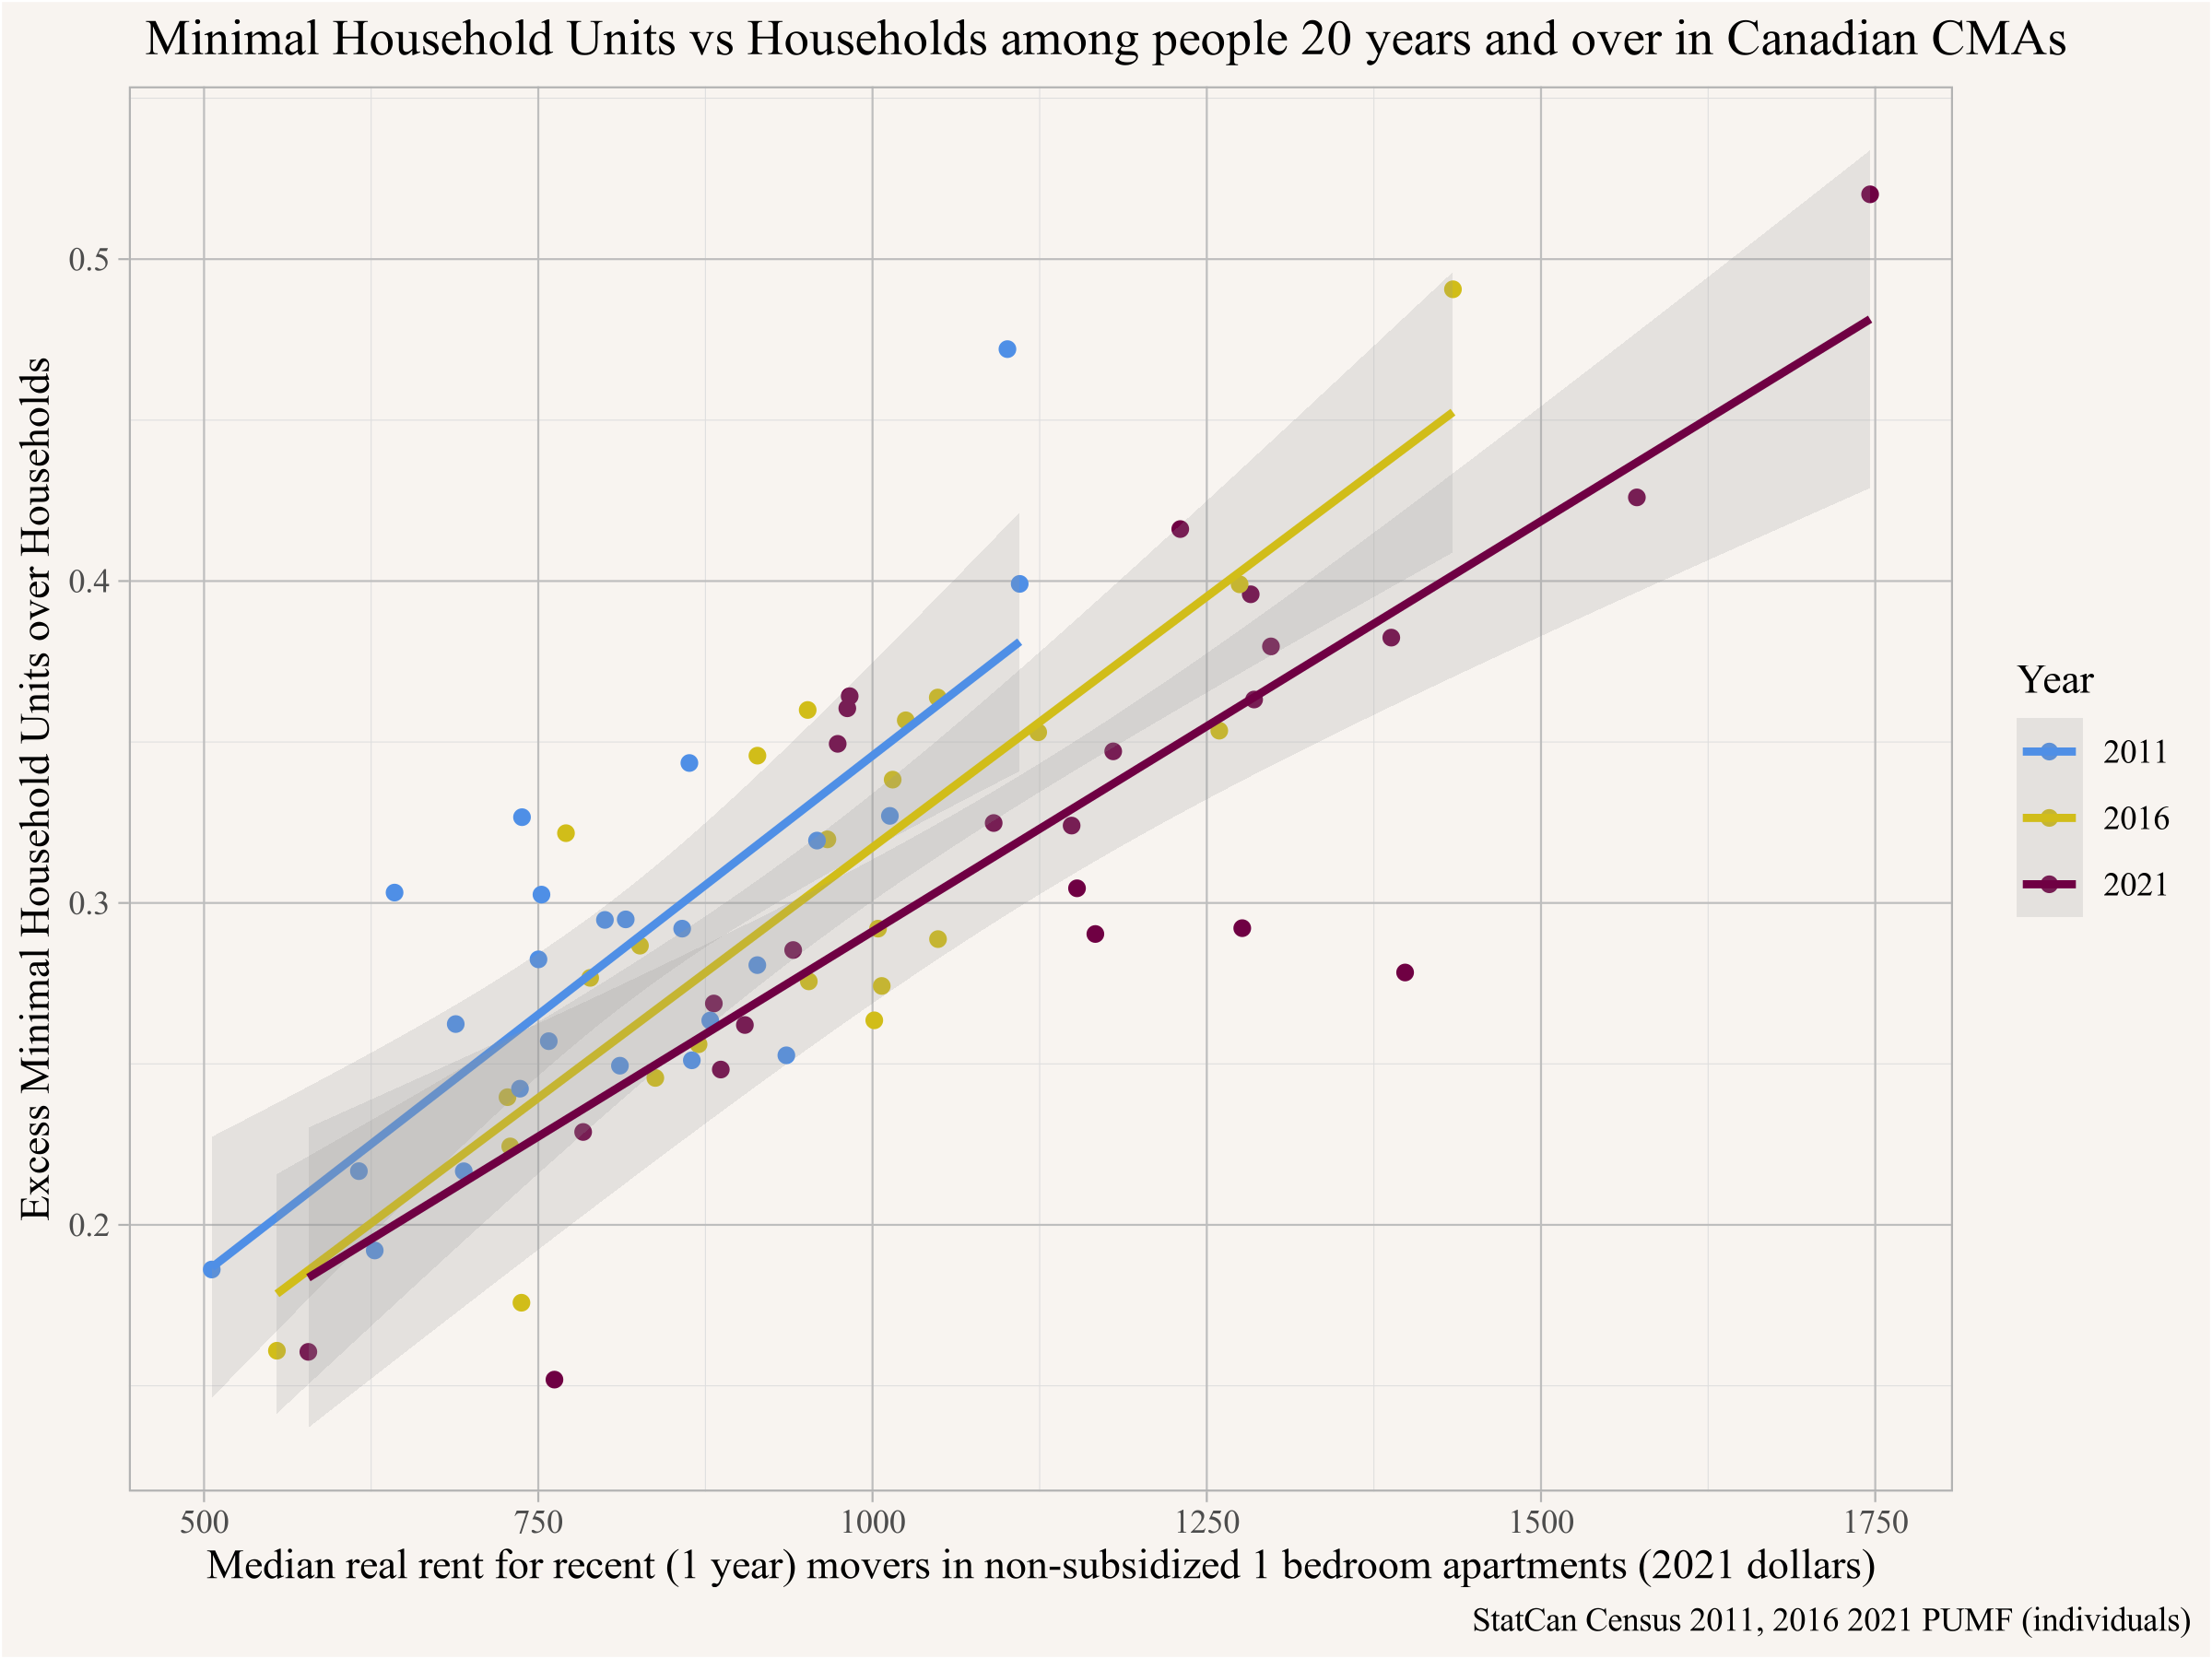 Minimal Household Units vs Households among people 20 years and over in Canadian CMAs
Excess Minimal Household Units over Households
0.5
0.4
0.3
0.2
500 750 1000 1250 1500 1750
Median real rent for recent (1 year) movers in non-subsidized 1 bedroom apartments (2021 dollars)
Year
2011
2016
2021
StatCan Census 2011, 2016 2021 PUMF (individuals)